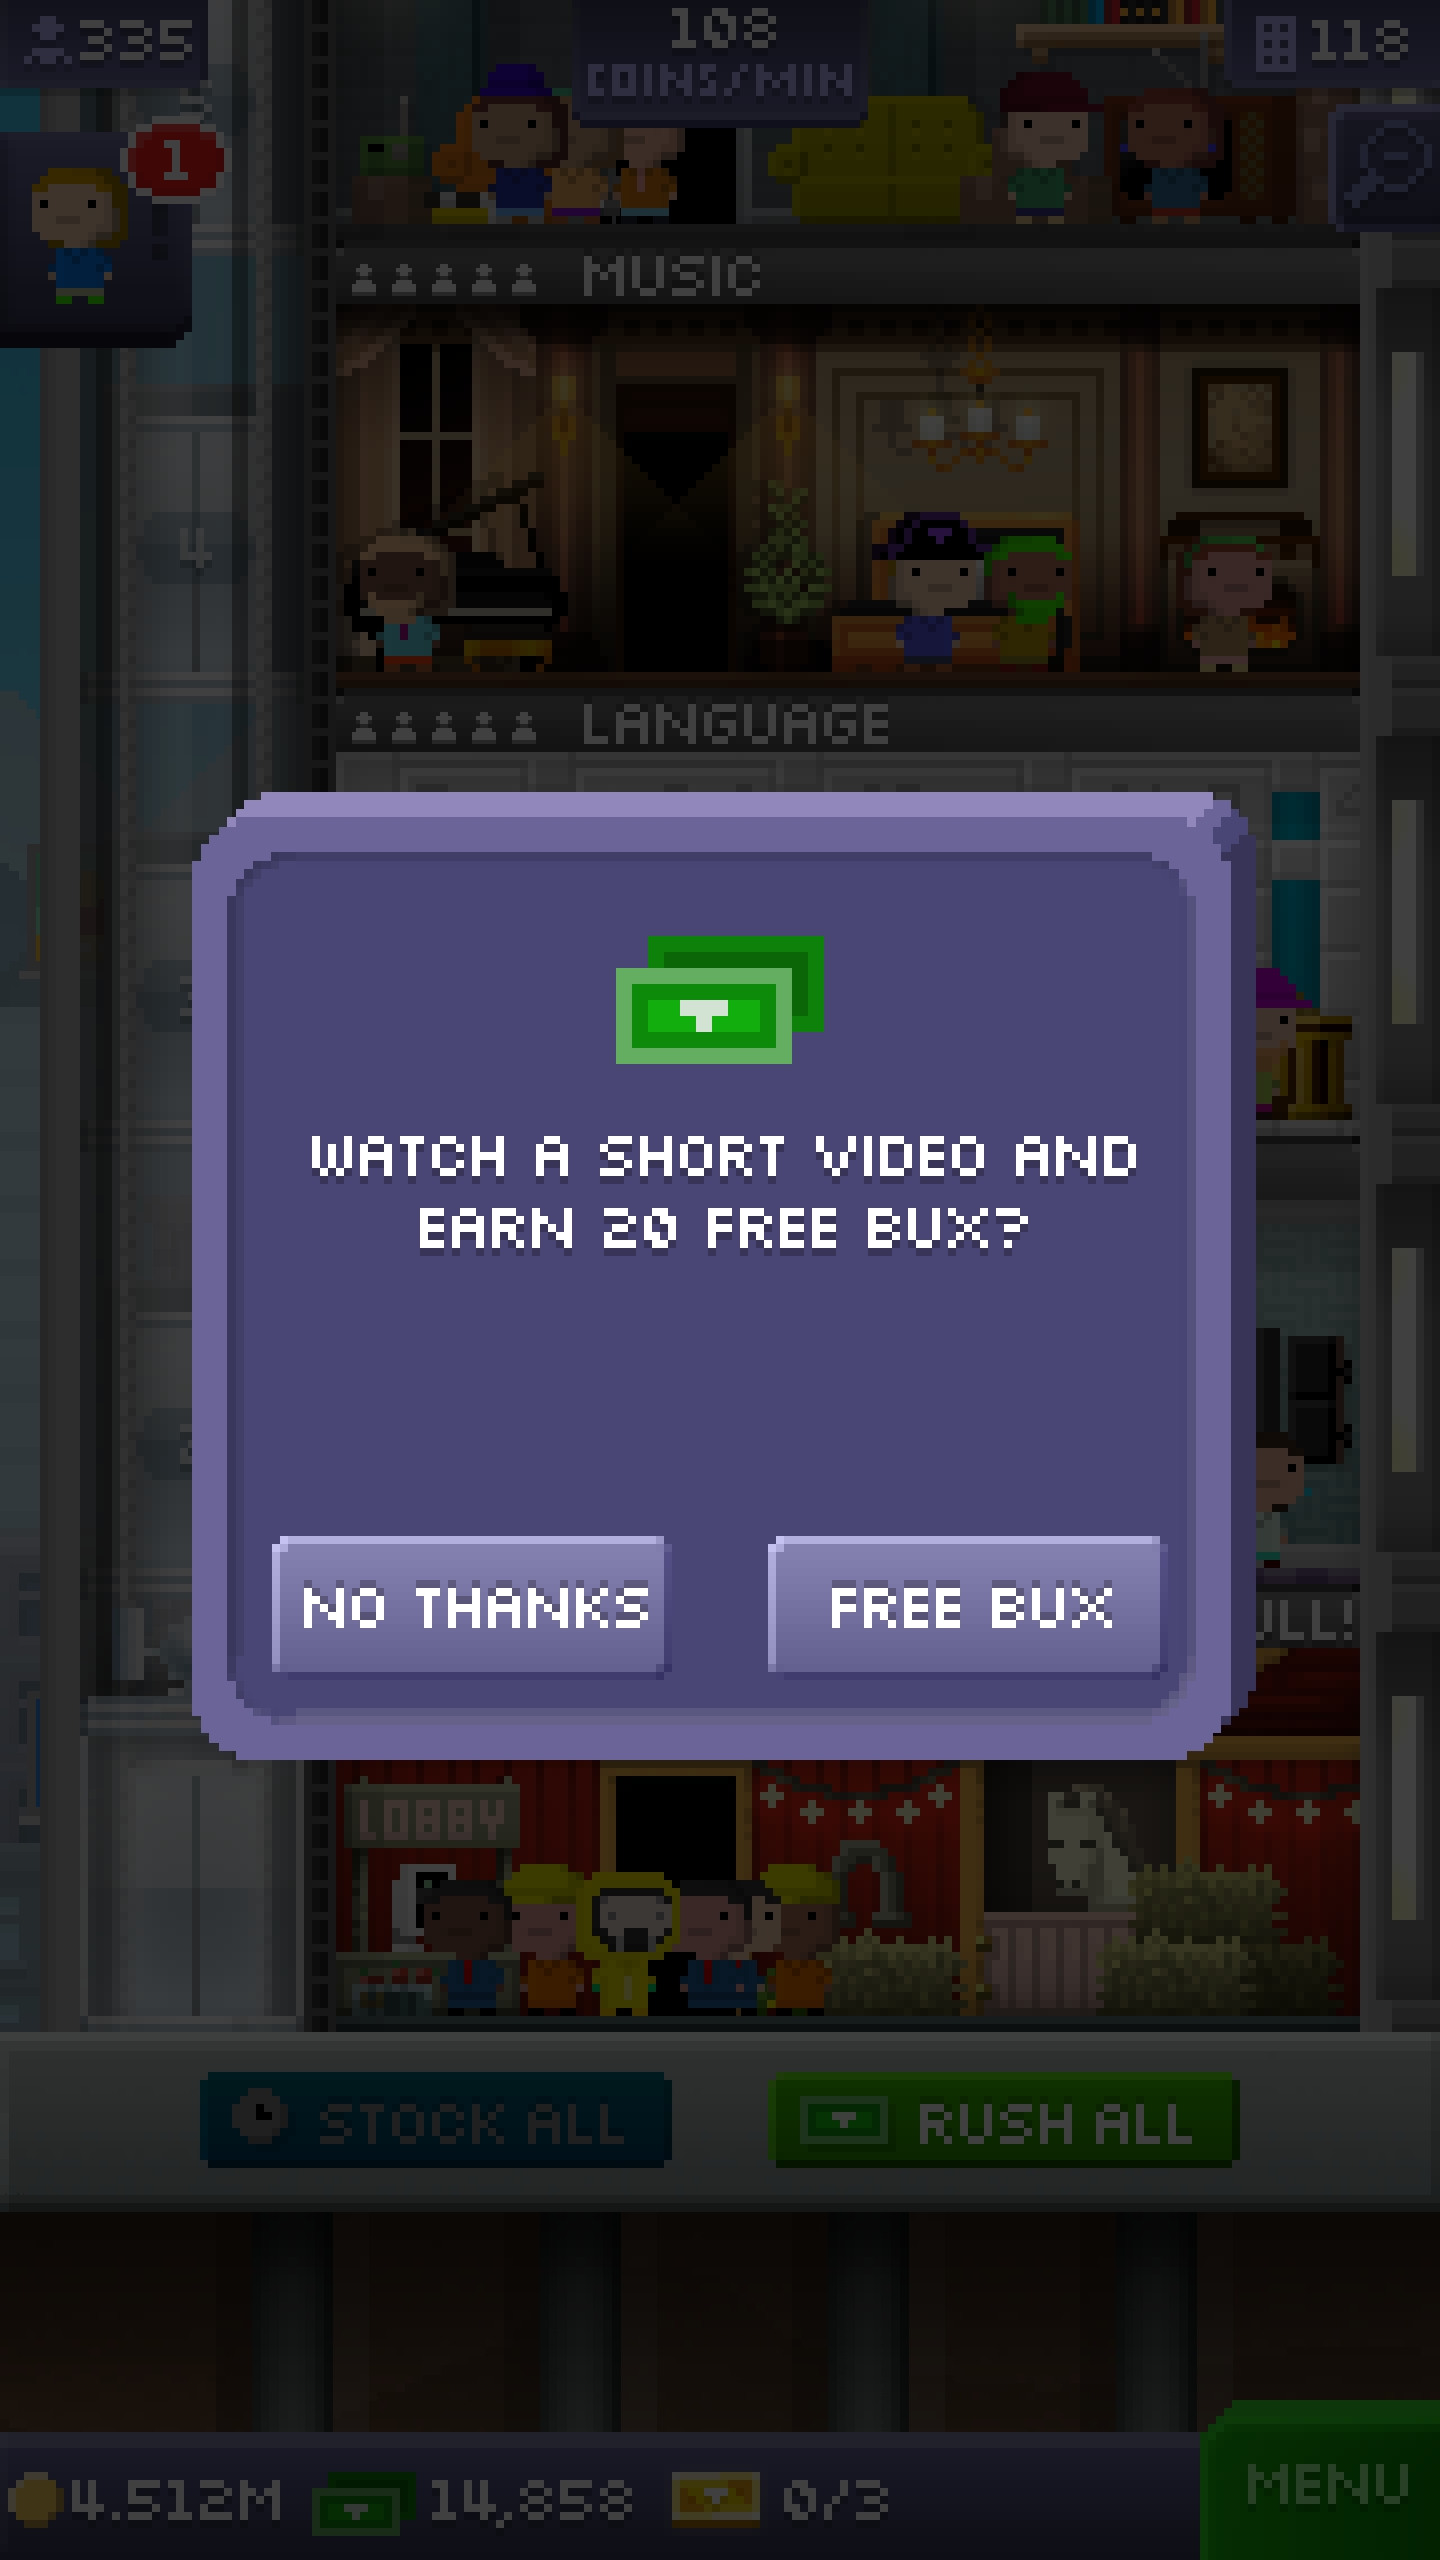 335
108
COINS/MIN
118
1
MUSIC
4
LANGUAGE
WATCH A SHORT VIDEO AND
EARN 20 FREE BUX?
NO THANKS
FREE BUX
LOBBY
STOCK ALL
RUSH ALL
4.512M
14,858
0/3
MENU